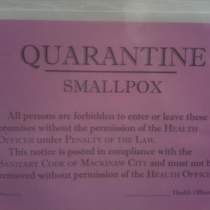 QUARANTINE
SMALLPOX
All persons are forbidden to enter or leave these
premises without the permission of the HEALTH
OFFICER under PENALTY OF THE LAW.
This notice is posted in compliance with the
SANITARY CODE OF MACKINAW CITY and must not be
removed without permission of the HEALTH OFFICER.
Health Officer